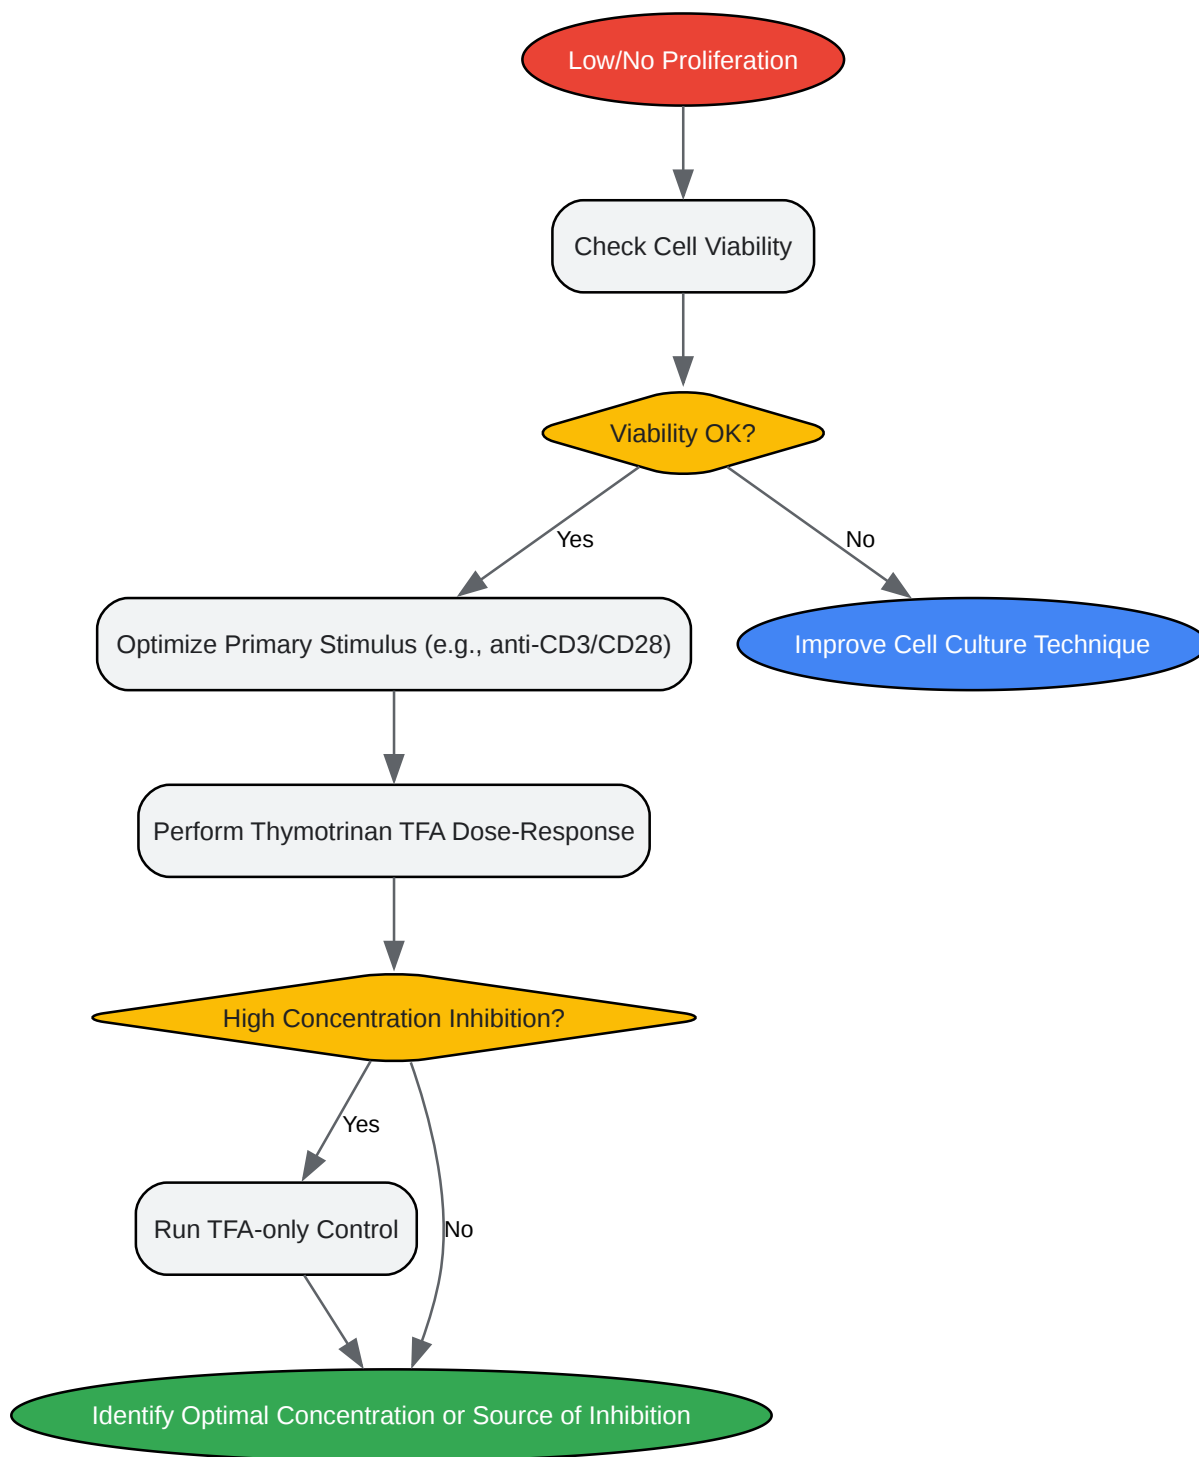 Low/No Proliferation
Check Cell Viability
Viability OK?
Yes
No
Optimize Primary Stimulus (e.g., anti-CD3/CD28)
Improve Cell Culture Technique
Perform Thymotrinan TFA Dose-Response
High Concentration Inhibition?
Yes
Run TFA-only Control
No
Identify Optimal Concentration or Source of Inhibition